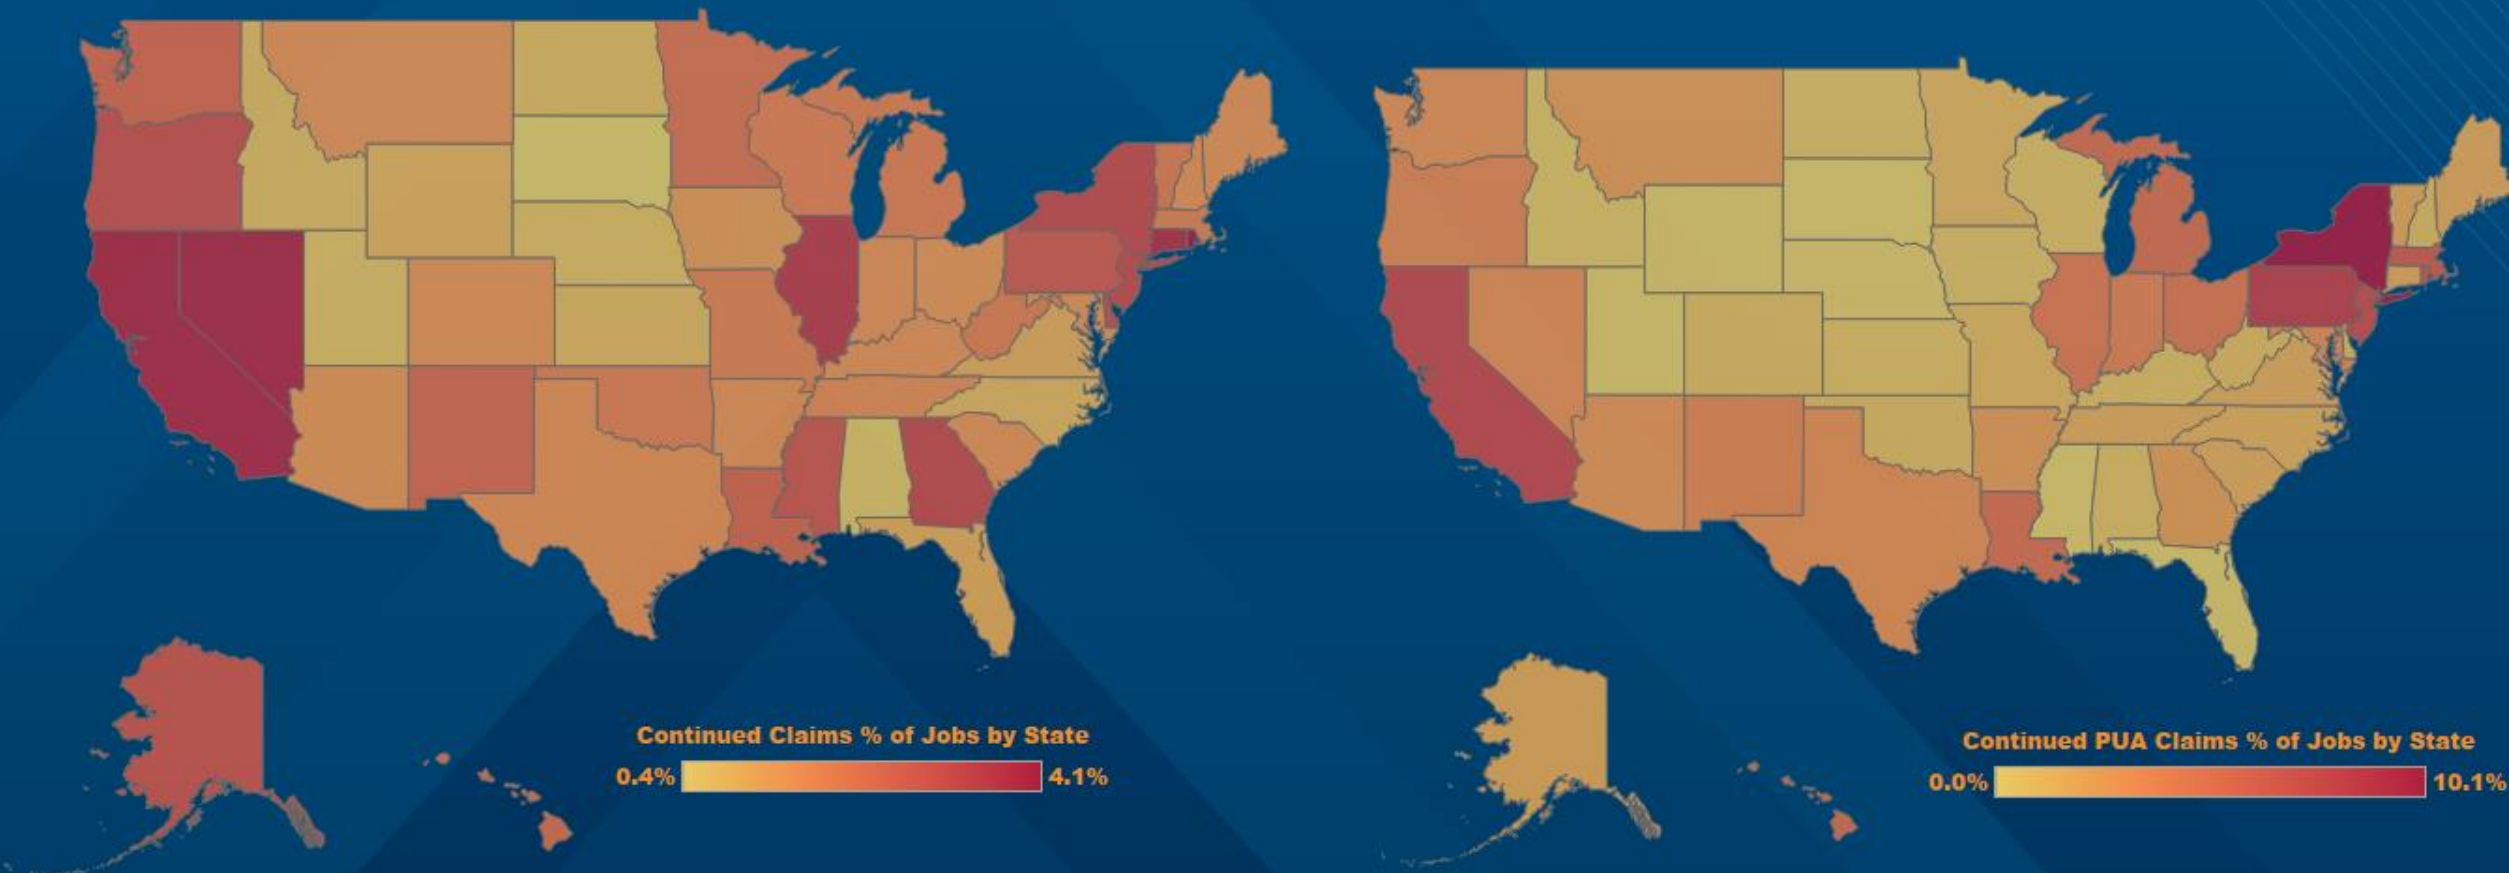 Continued Claims % of Jobs by State
0.4% 4.1%
Continued PUA Claims % of Jobs by State
0.0% 10.1%